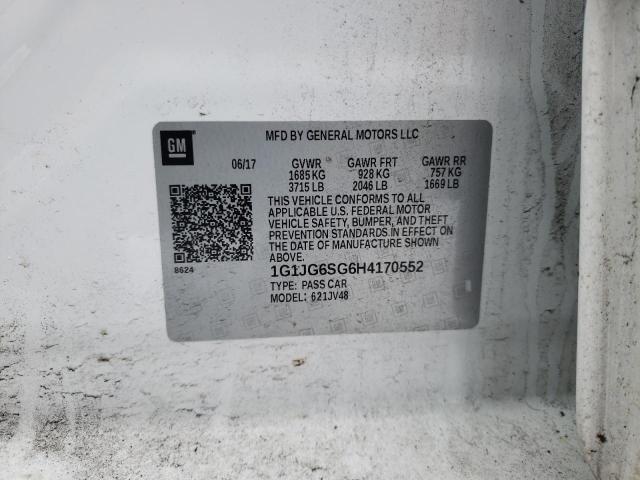 GM
MFD BY GENERAL MOTORS LLC
06/17 GVWR GAWR FRT GAWR RR
1685 KG 928 KG 757 KG
3715 LB 2046 LB 1669 LB
THIS VEHICLE CONFORMS TO ALL
APPLICABLE U.S. FEDERAL MOTOR
VEHICLE SAFETY, BUMPER, AND THEFT
PREVENTION STANDARDS IN EFFECT ON
THE DATE OF MANUFACTURE SHOWN
ABOVE.
8624
1G1JG6SG6H4170552
TYPE: PASS CAR
MODEL: 621JV48